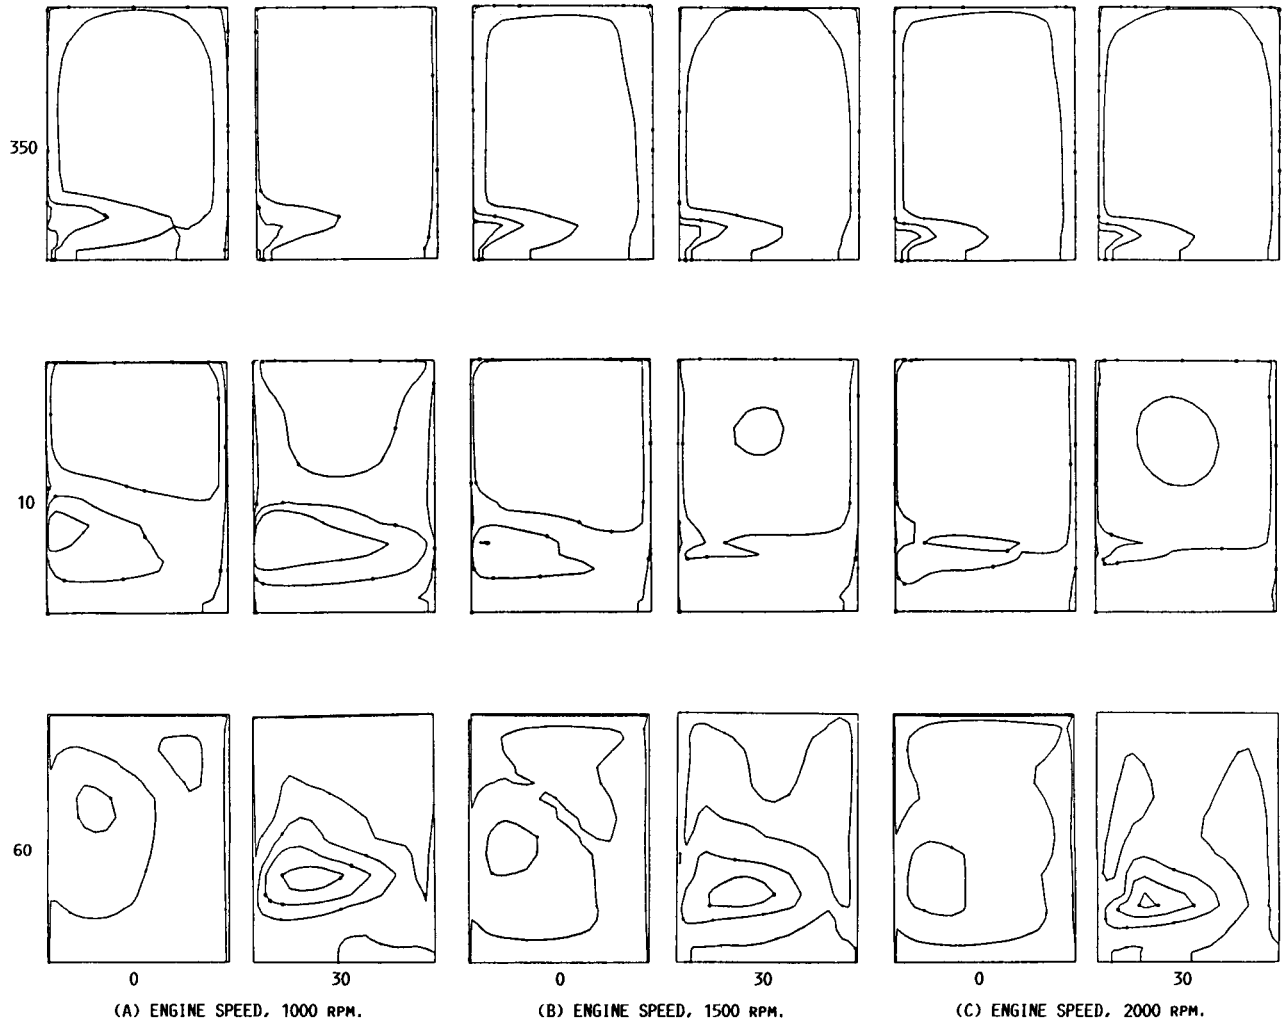 350
10
60
0 30 0 30 0 30
(A) ENGINE SPEED, 1000 RPM. (B) ENGINE SPEED, 1500 RPM. (C) ENGINE SPEED, 2000 RPM.